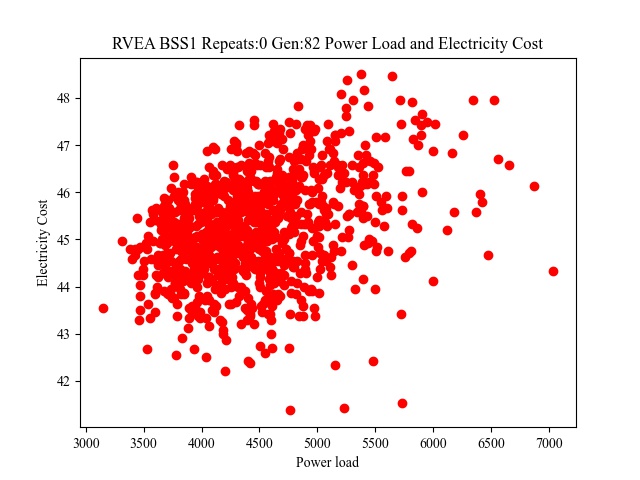 RVEA BSS1 Repeats:0 Gen:82 Power Load and Electricity Cost
48
47
46
45
44
43
42
Electricity Cost
3000 3500 4000 4500 5000 5500 6000 6500 7000
Power load